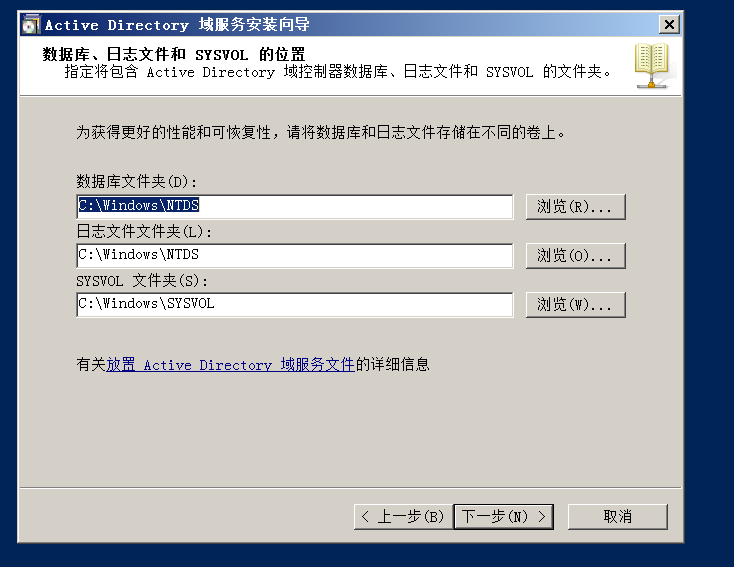 Active Directory 域服务安装向导
数据库、日志文件和 SYSVOL 的位置
指定将包含 Active Directory 域控制器数据库、日志文件和 SYSVOL 的文件夹。
为获得更好的性能和可恢复性，请将数据库和日志文件存储在不同的卷上。
数据库文件夹(D):
C:\Windows\NTDS 浏览(R)...
日志文件文件夹(L):
C:\Windows\NTDS 浏览(O)...
SYSVOL 文件夹(S):
C:\Windows\SYSVOL 浏览(W)...
有关放置 Active Directory 域服务文件的详细信息
< 上一步(B) 下一步(N) > 取消